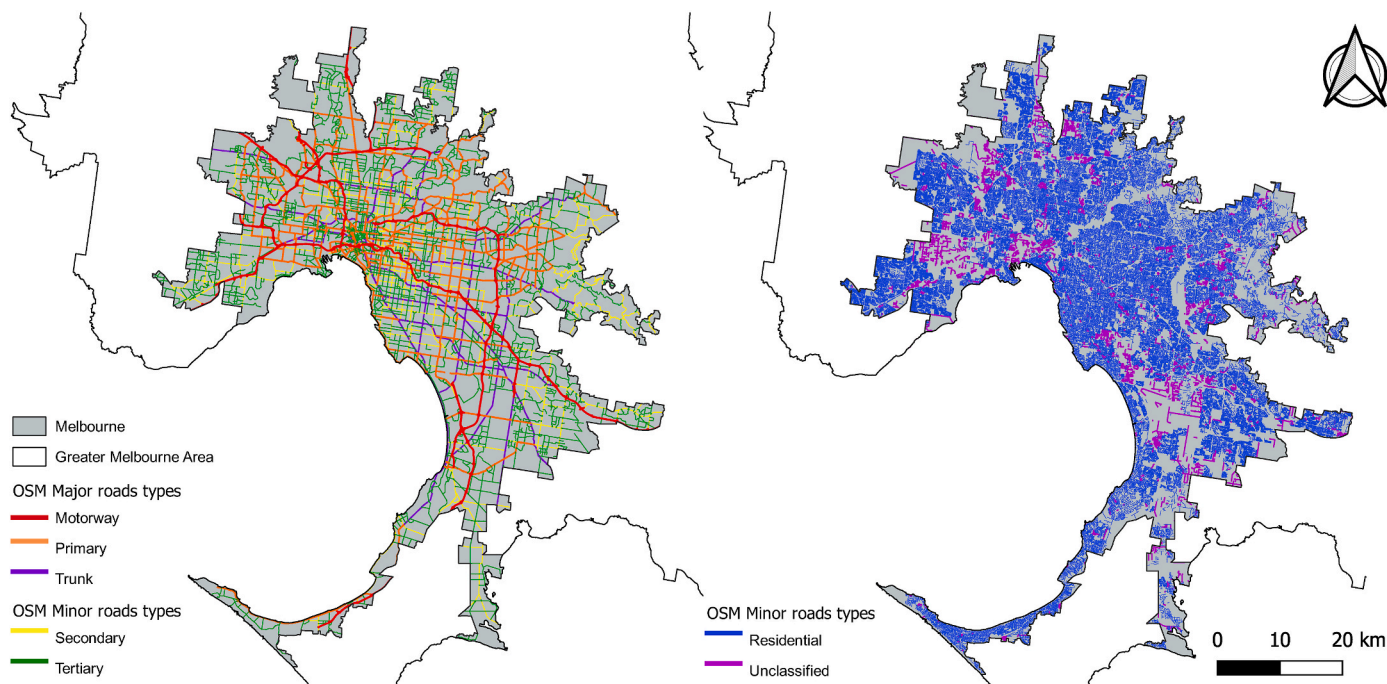 Melbourne
Greater Melbourne Area
OSM Major roads types
Motorway
Primary
Trunk
OSM Minor roads types
Secondary
Tertiary
OSM Minor roads types
Residential
Unclassified
0 10 20 km